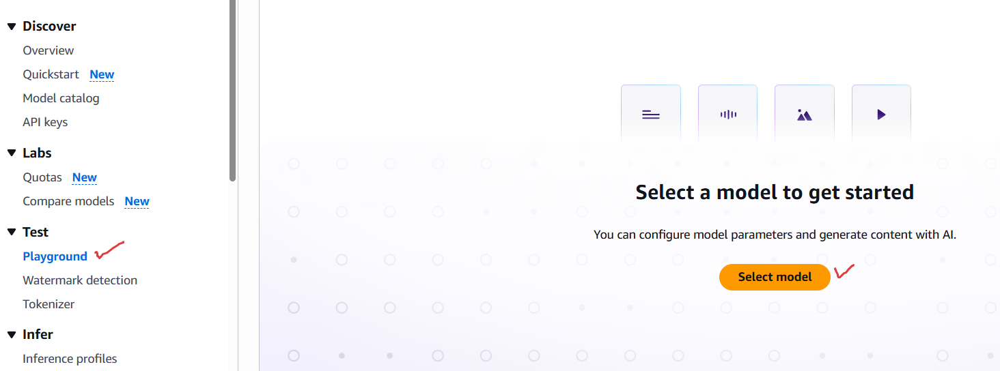 Discover
Overview
Quickstart New
Model catalog
API keys
Labs
Quotas New
Compare models New
Test
Playground
Watermark detection
Tokenizer
Infer
Inference profiles
Select a model to get started
You can configure model parameters and generate content with AI.
Select model